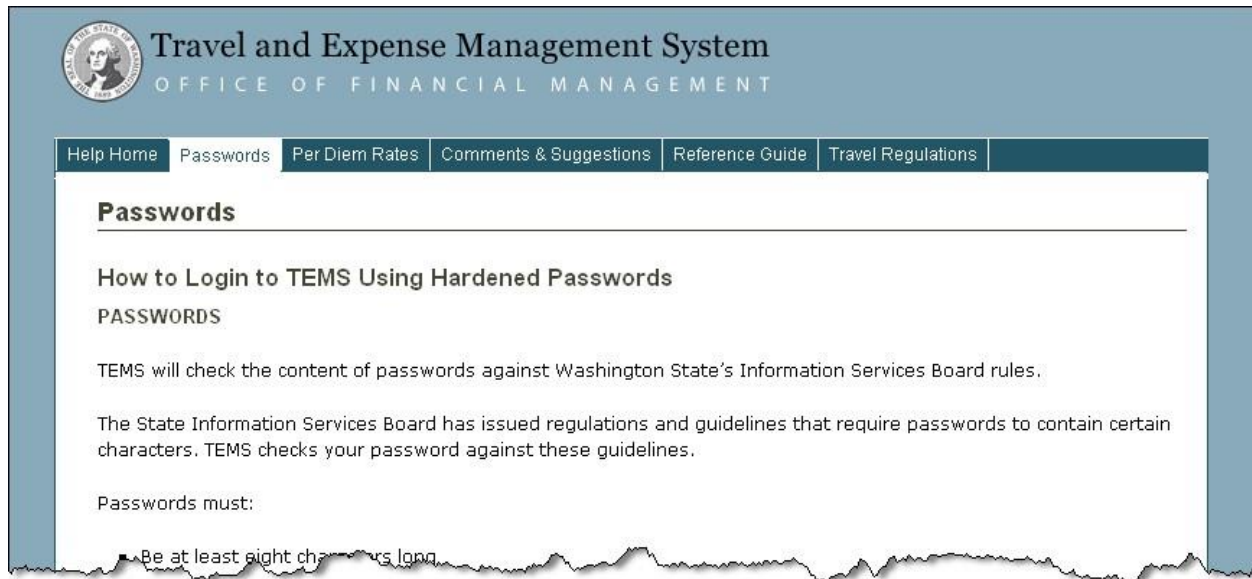 Travel and Expense Management System
OFFICE OF FINANCIAL MANAGEMENT
Help Home Passwords Per Diem Rates Comments & Suggestions Reference Guide Travel Regulations
Passwords
How to Login to TEMS Using Hardened Passwords
PASSWORDS
TEMS will check the content of passwords against Washington State's Information Services Board rules.
The State Information Services Board has issued regulations and guidelines that require passwords to contain certain
characters. TEMS checks your password against these guidelines.
Passwords must:
▪ Be at least eight characters long